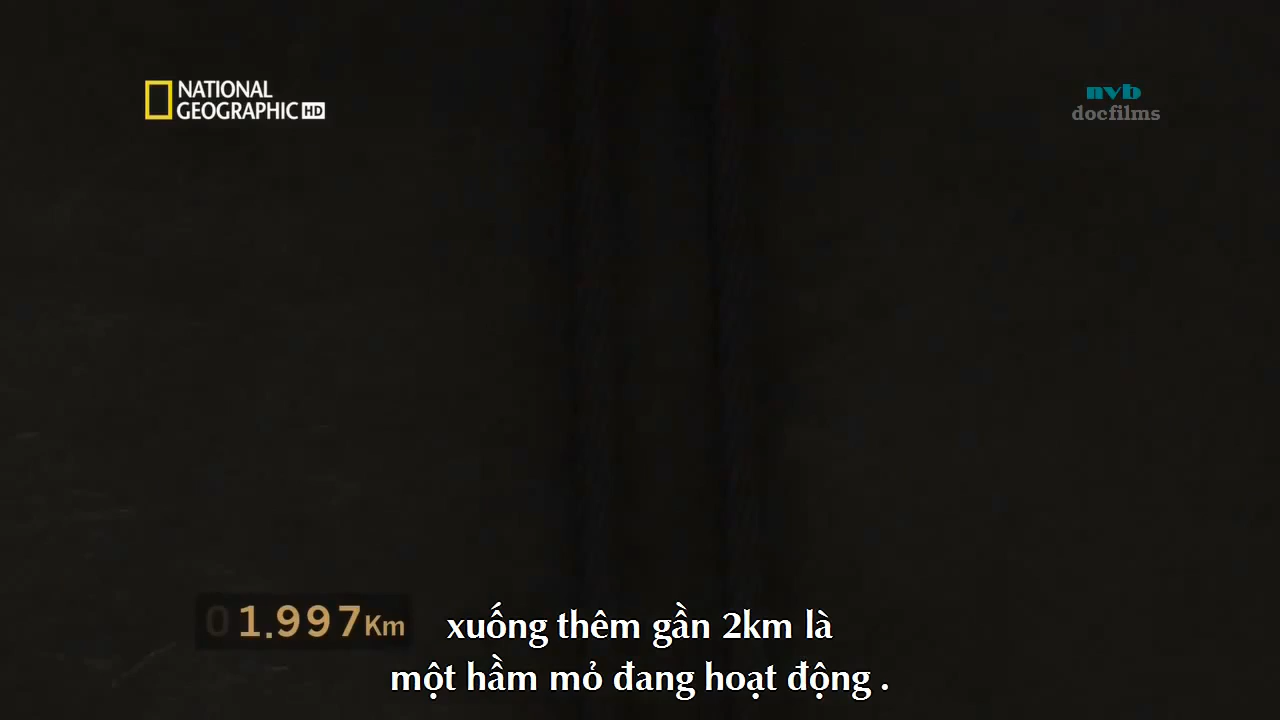 NATIONAL
GEOGRAPHIC HD
nvb
docfilms
01.997Km
xuống thêm gần 2km là
một hầm mỏ đang hoạt động .